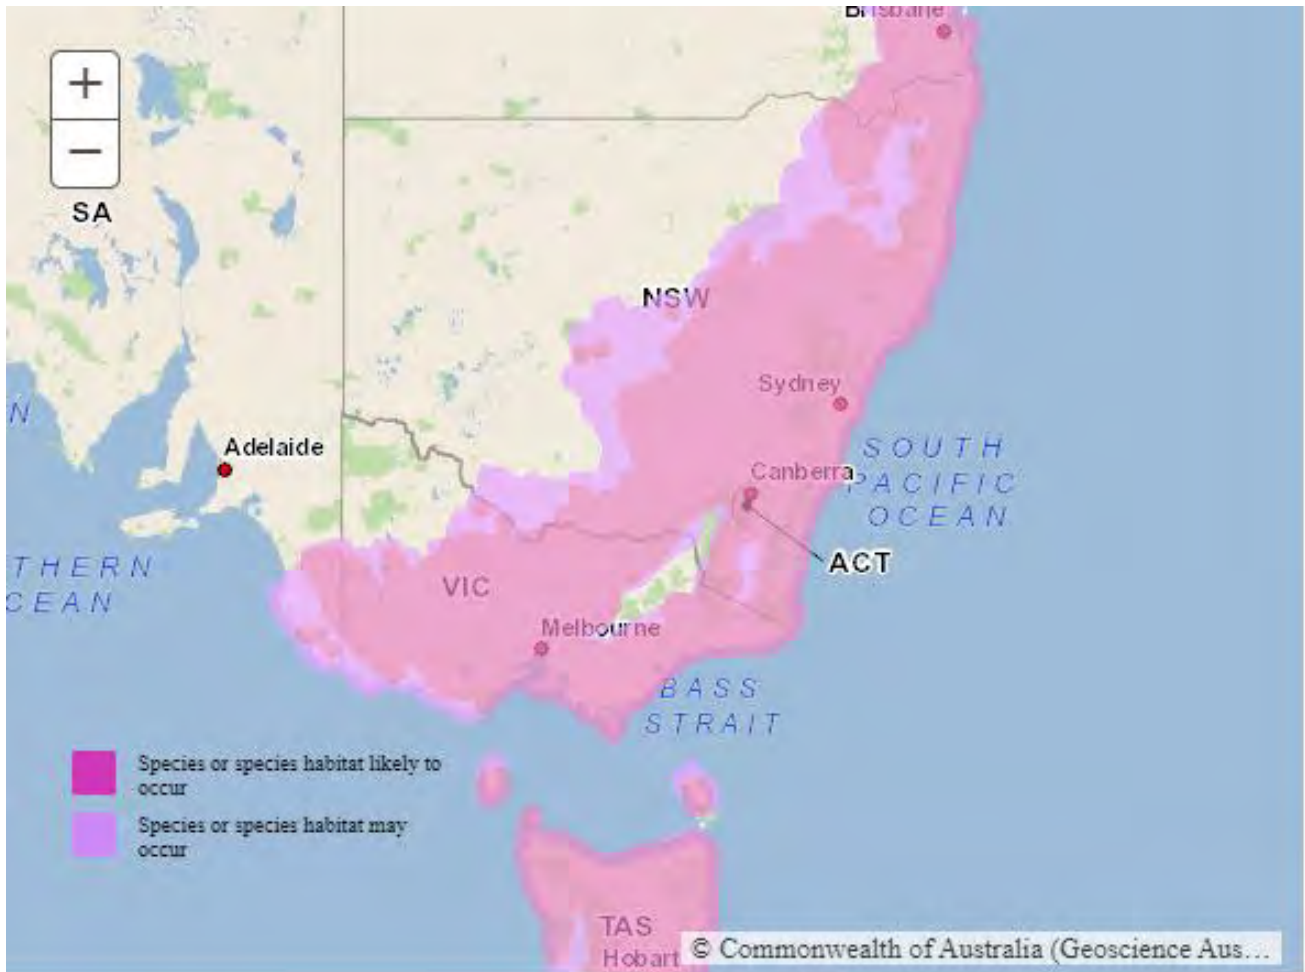 Brisbane
+
−
SA
NSW
Sydney
N
Adelaide
SOUTH
Canberra
PACIFIC
OCEAN
THERN
CEAN
ACT
VIC
Melbourne
BASS
STRAIT
Species or species habitat likely to
occur
Species or species habitat may
occur
TAS
Hobart
© Commonwealth of Australia (Geoscience Aus…